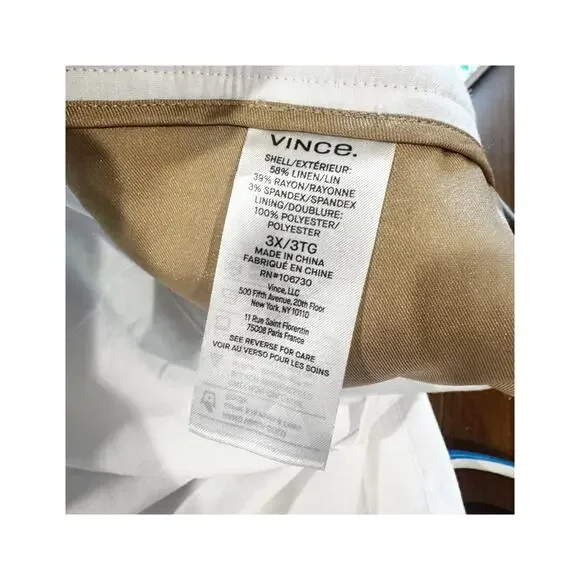 VINCE.
SHELL/EXTÉRIEUR:
58% LINEN/LIN
39% RAYON/RAYONNE
3% SPANDEX/SPANDEX
LINING/DOUBLURE:
100% POLYESTER/
POLYESTER
3X/3TG
MADE IN CHINA
FABRIQUÉ EN CHINE
RN#106730
Vince, LLC
500 Fifth Avenue, 20th Floor
New York, NY 10110
11 Rue Saint Florentin
75008 Paris France
SEE REVERSE FOR CARE
VOIR AU VERSO POUR LES SOINS